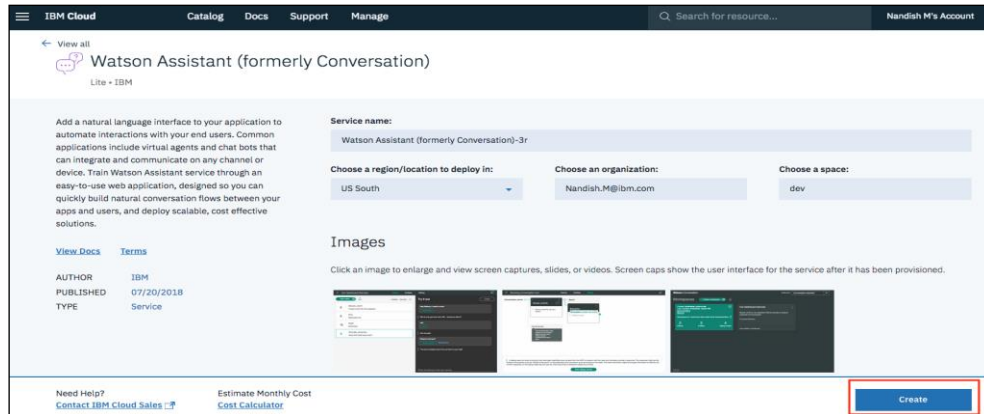 IBM Cloud
Catalog
Docs
Support
Manage
Search for resource...
Nandish M's Account
← View all
Watson Assistant (formerly Conversation)
Lite • IBM
Add a natural language interface to your application to
automate interactions with your end users. Common
applications include virtual agents and chat bots that
can integrate and communicate on any channel or
device. Train Watson Assistant service through an
easy-to-use web application, designed so you can
quickly build natural conversation flows between your
apps and users, and deploy scalable, cost effective
solutions.
View Docs
Terms
AUTHOR IBM
PUBLISHED 07/20/2018
TYPE Service
Service name:
Watson Assistant (formerly Conversation)-3r
Choose a region/location to deploy in:
US South
Choose an organization:
Nandish.M@ibm.com
Choose a space:
dev
Images
Click an image to enlarge and view screen captures, slides, or videos. Screen caps show the user interface for the service after it has been provisioned.
Need Help?
Contact IBM Cloud Sales
Estimate Monthly Cost
Cost Calculator
Create